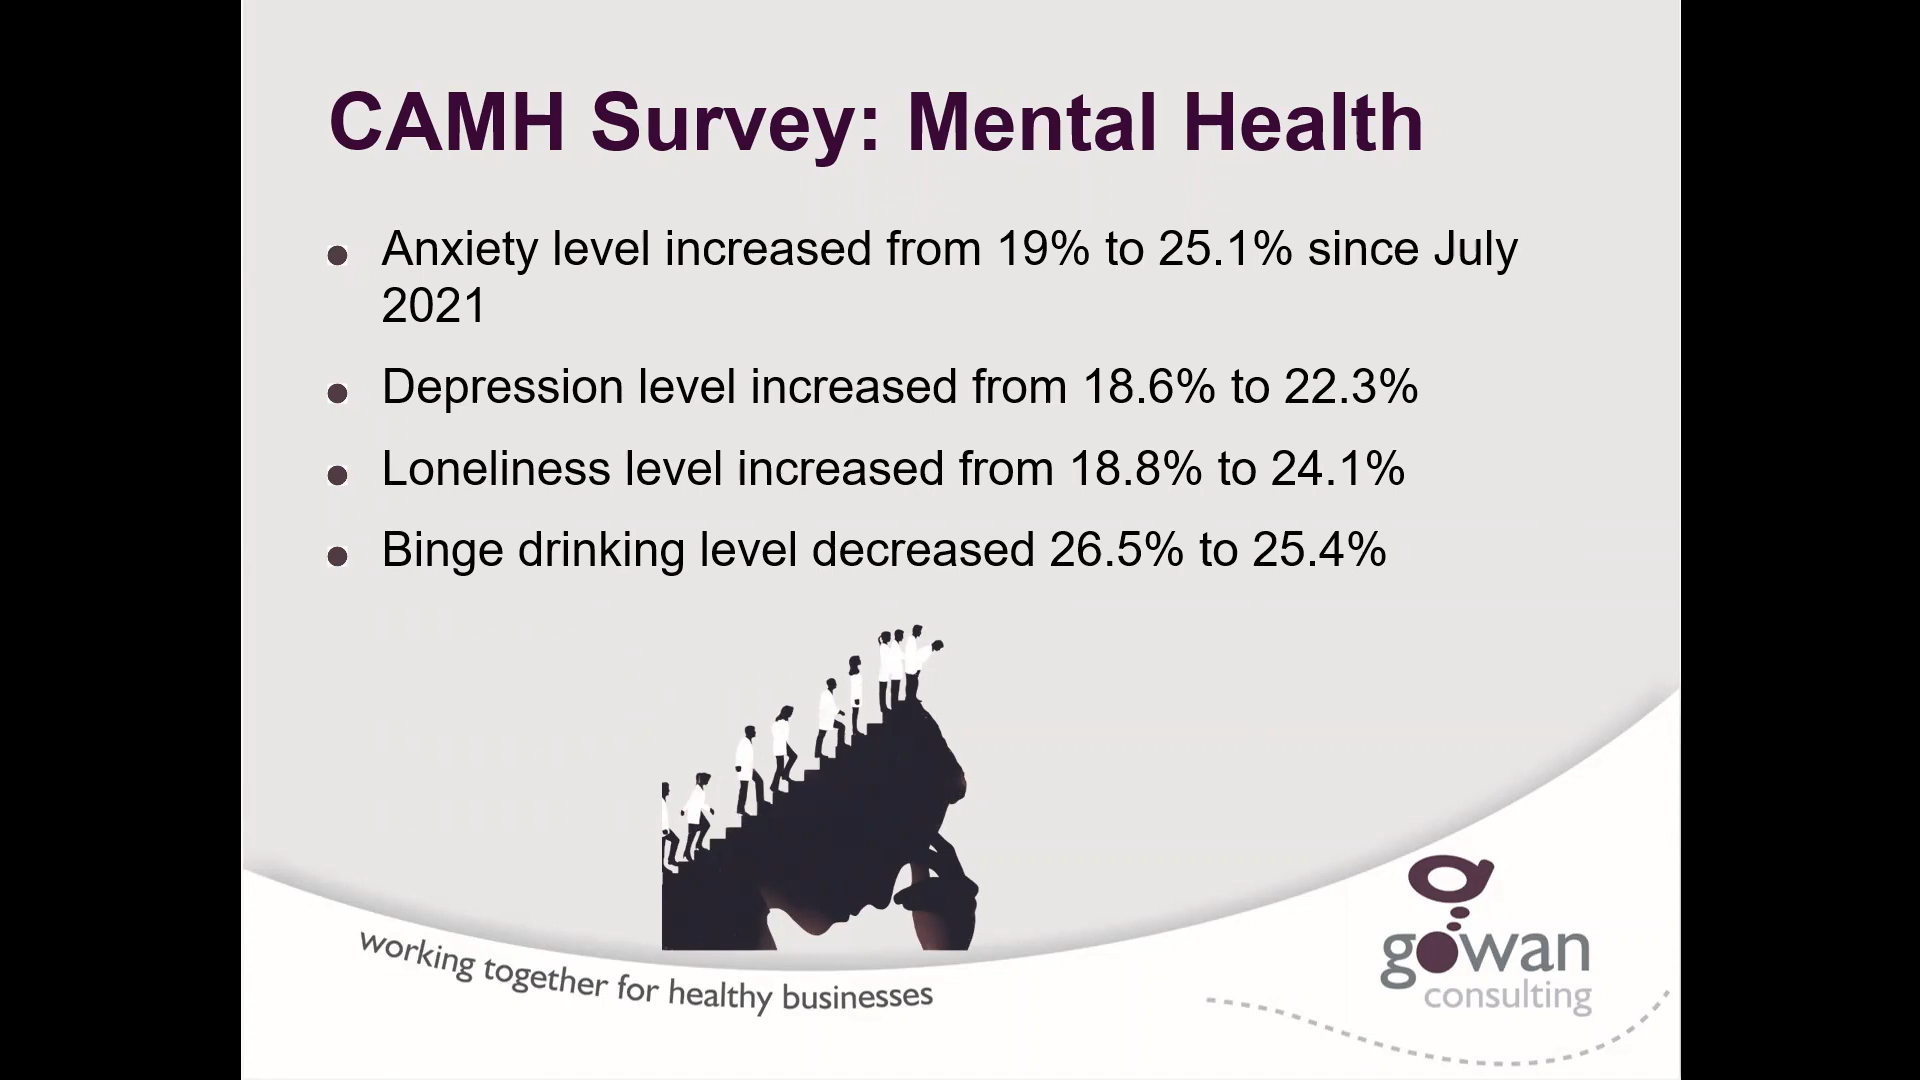 CAMH Survey: Mental Health
Anxiety level increased from 19% to 25.1% since July
2021
Depression level increased from 18.6% to 22.3%
Loneliness level increased from 18.8% to 24.1%
Binge drinking level decreased 26.5% to 25.4%
working together for healthy businesses
gowan
consulting